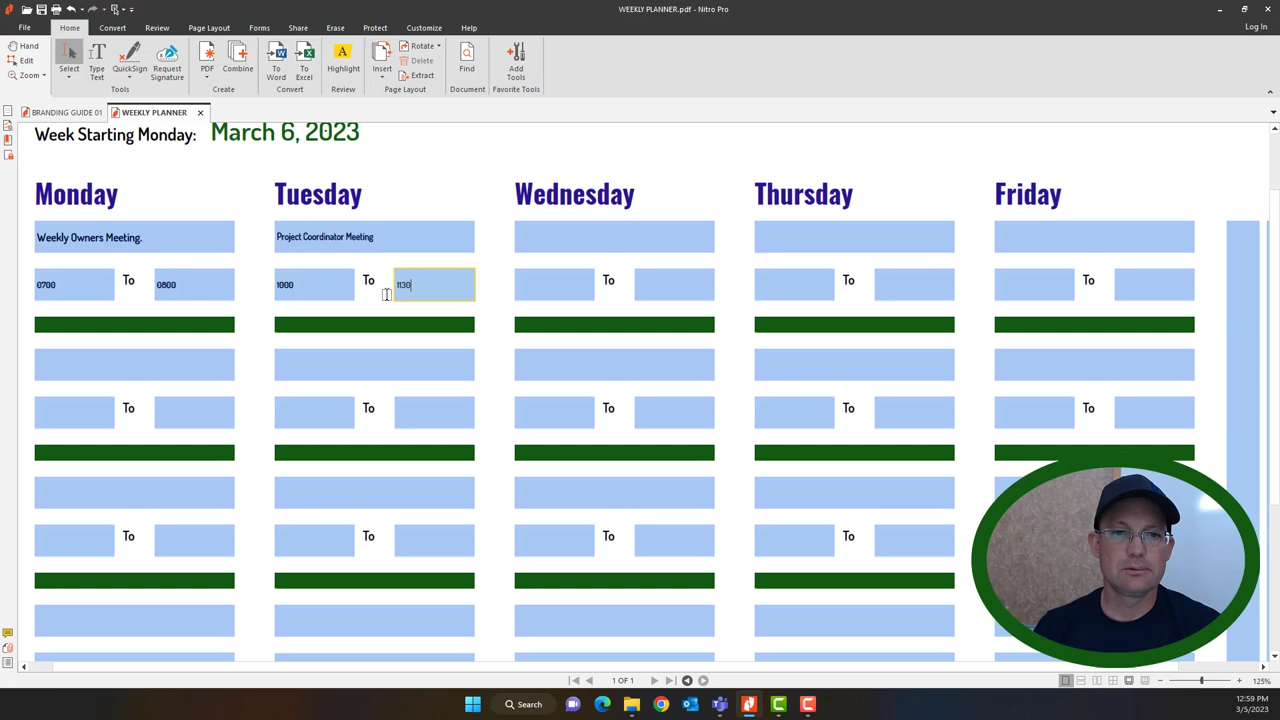 WEEKLY PLANNER.pdf - Nitro Pro
Log In
File Home Convert Review Page Layout Forms Share Erase Protect Customize Help
Hand
Edit
Zoom
Select
Type Text
QuickSign
Request Signature
Tools
PDF
Combine
Create
To Word
To Excel
Convert
Highlight
Review
Insert
Rotate
Delete
Extract
Page Layout
Find
Document
Add Tools
Favorite Tools
BRANDING GUIDE 01
WEEKLY PLANNER
Week Starting Monday: March 6, 2023
Monday Tuesday Wednesday Thursday Friday
Weekly Owners Meeting. Project Coordinator Meeting
0700 To 0800 1000 To 1130 To To To
To To To To To
To To To To
1 OF 1
125%
Search
12:59 PM
3/5/2023